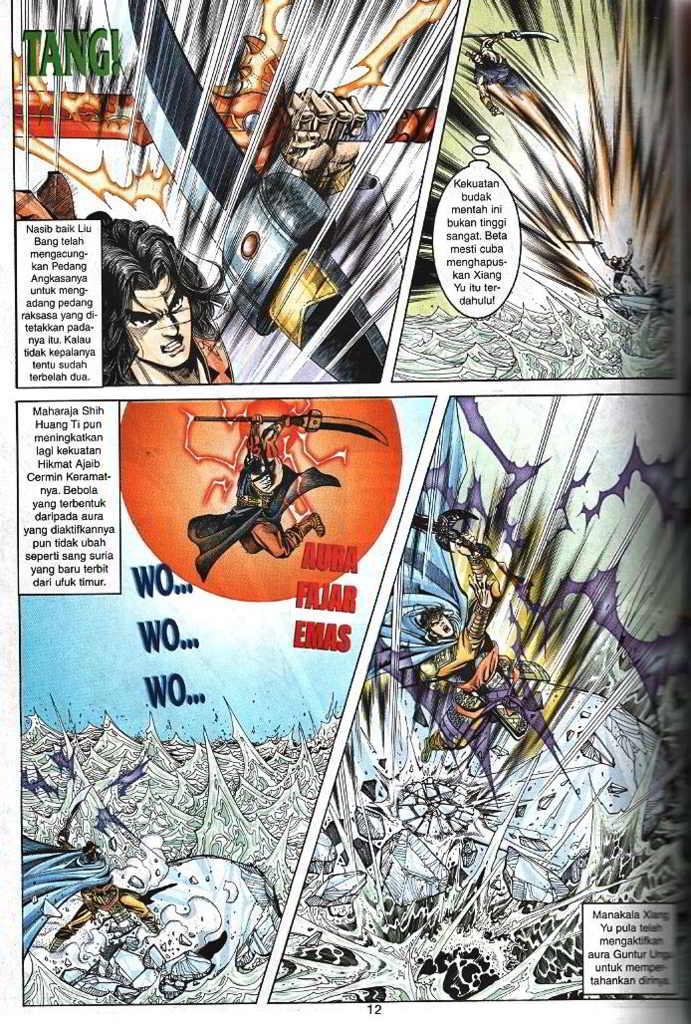 TANG!
Nasib baik Liu
Bang telah
mengacung-
kan Pedang
Angkasanya
untuk meng-
adang pedang
raksasa yang di-
tetakkan pada-
nya itu. Kalau
tidak kepalanya
tentu sudah
terbelah dua.
Kekuatan
budak
mentah ini
bukan tinggi
sangat. Beta
mesti cuba
menghapus-
kan Xiang
Yu itu ter-
dahulu!
Maharaja Shih
Huang Ti pun
meningkatkan
lagi kekuatan
Hikmat Ajaib
Cermin Keramat-
nya. Bebola
yang terbentuk
daripada aura
yang diaktifkannya
pun tidak ubah
seperti sang suria
yang baru terbit
dari ufuk timur.
WO...
WO...
WO...
AURA
FAJAR
EMAS
Manakala Xiang
Yu pula telah
mengaktifkan
aura Guntur Ungu
untuk memper-
tahankan dirinya.
12